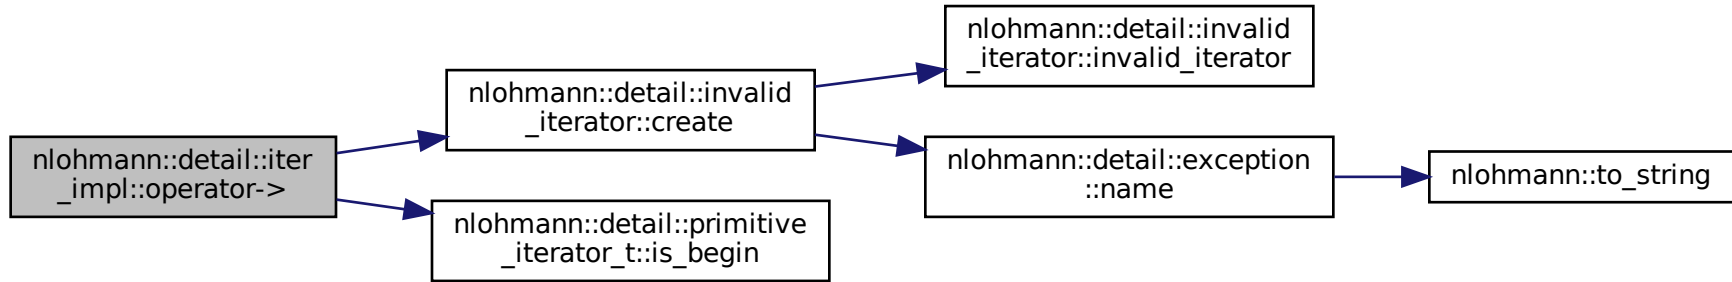 nlohmann::detail::iter
_impl::operator->
nlohmann::detail::invalid
_iterator::create
nlohmann::detail::invalid
_iterator::invalid_iterator
nlohmann::detail::exception
::name
nlohmann::to_string
nlohmann::detail::primitive
_iterator_t::is_begin